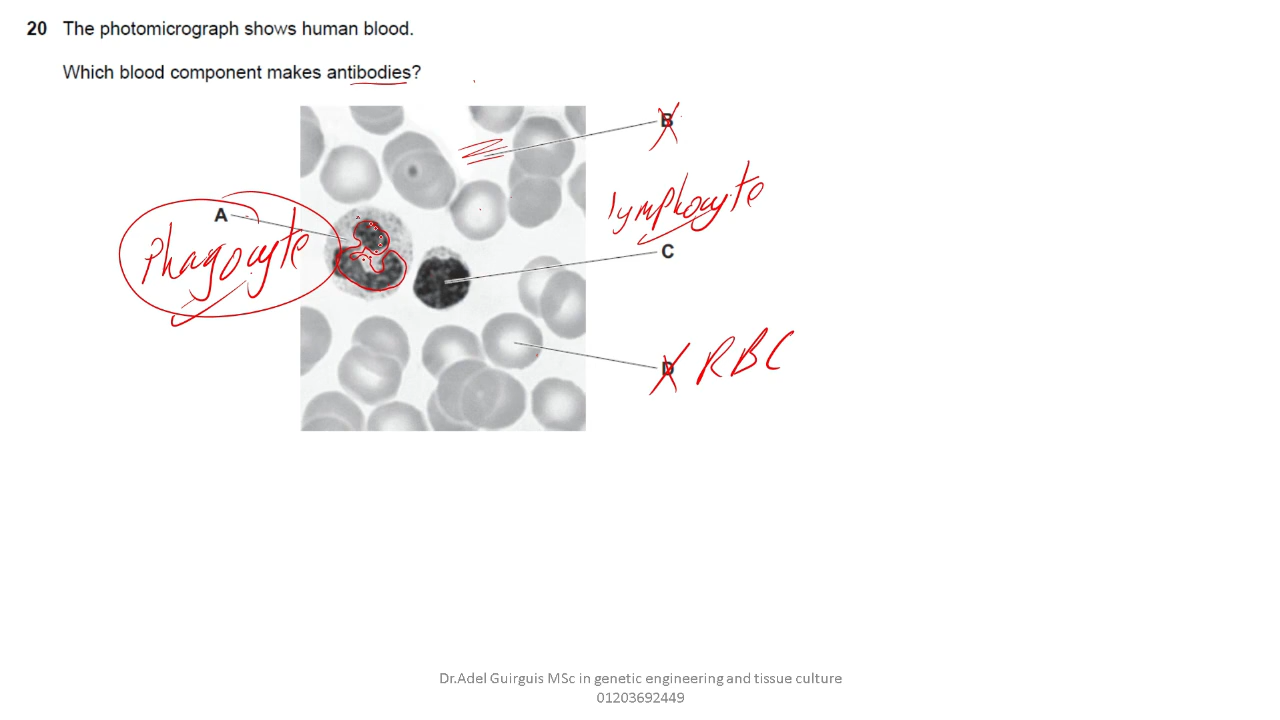 20 The photomicrograph shows human blood.
Which blood component makes antibodies?
B
lymphocyte
A
Phagocyte
C
D RBC
Dr.Adel Guirguis MSc in genetic engineering and tissue culture
01203692449